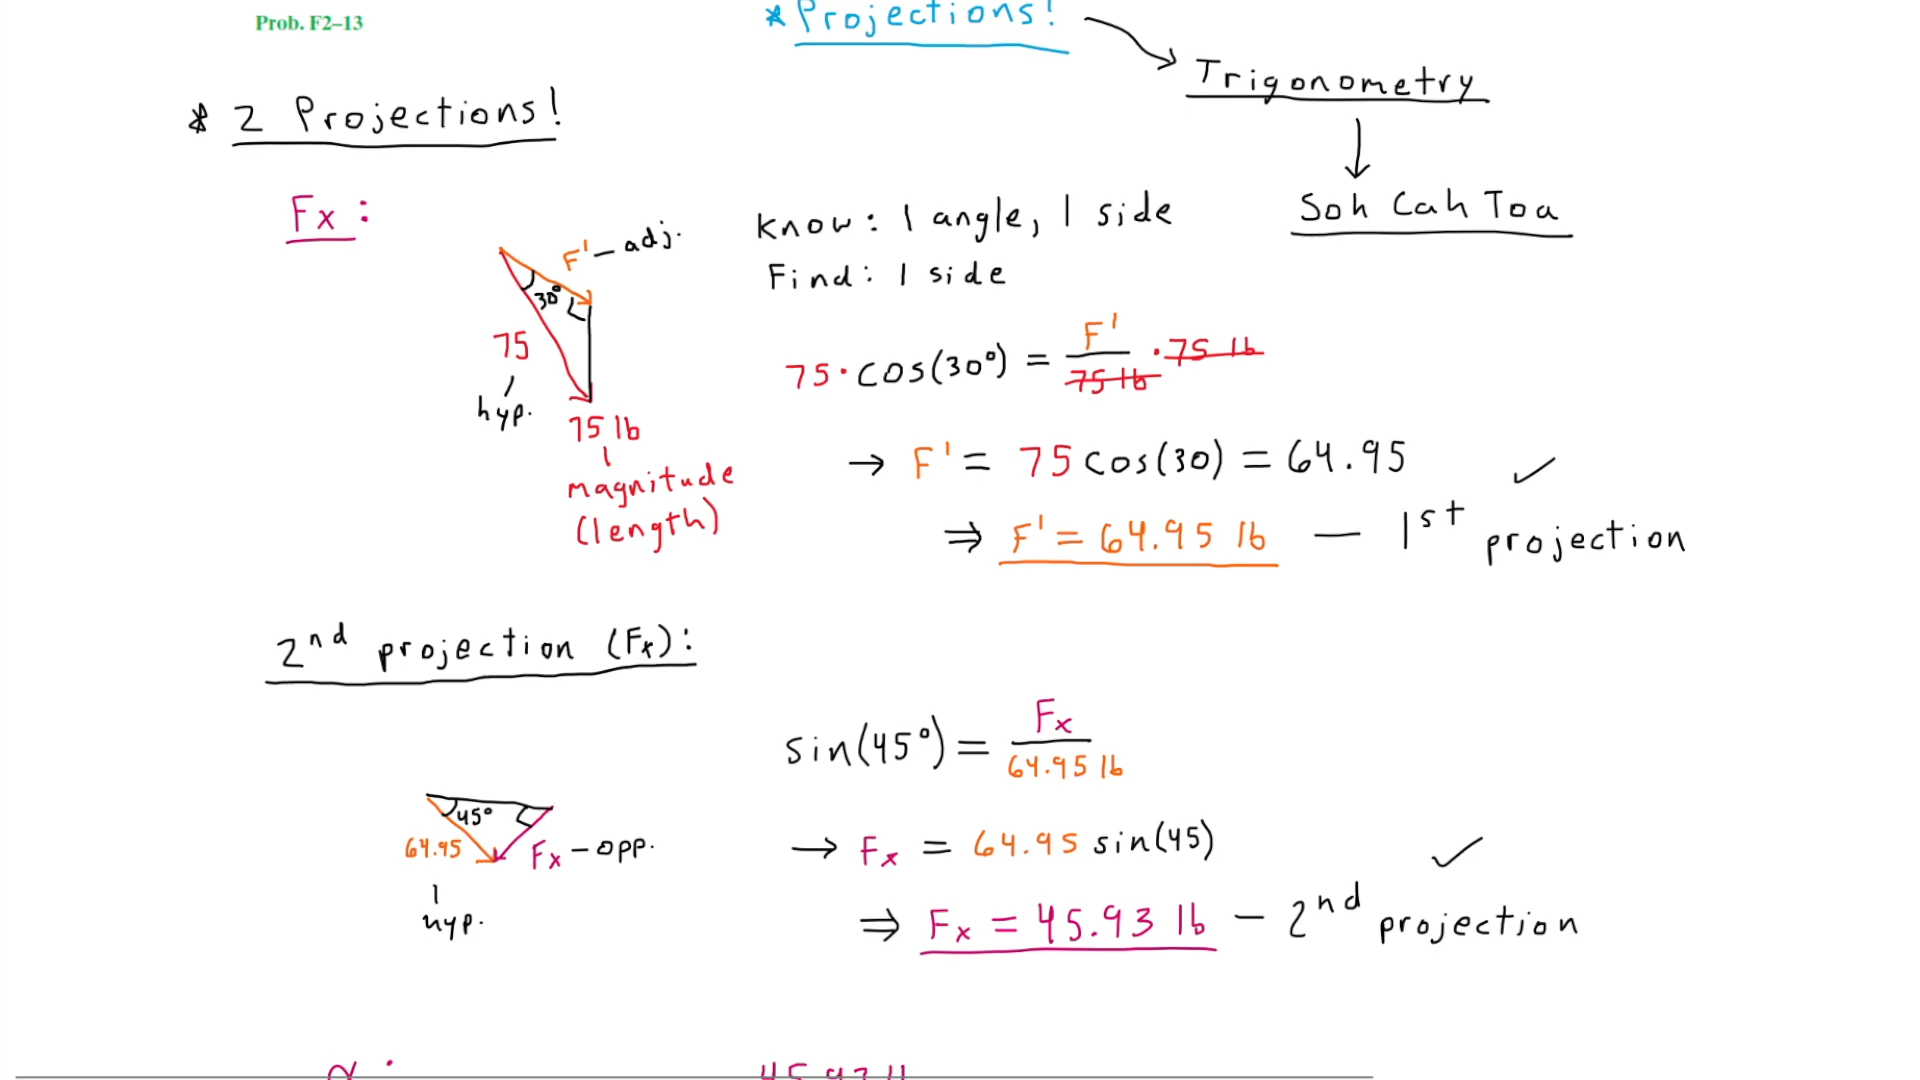 Prob. F2–13
* Projections!
Trigonometry
* 2 Projections!
Soh Cah Toa
Fx:
F' – adj.
30°
75
hyp.
75 lb
magnitude
(length)
Know: 1 angle, 1 side
Find: 1 side
75 · cos(30°) = F' / 75 lb · 75 lb
→ F' = 75 cos(30) = 64.95 ✓
⇒ F' = 64.95 lb — 1st projection
2nd projection (Fx):
45°
64.95
Fx – opp.
hyp.
sin(45°) = Fx / 64.95 lb
→ Fx = 64.95 sin(45) ✓
⇒ Fx = 45.93 lb – 2nd projection